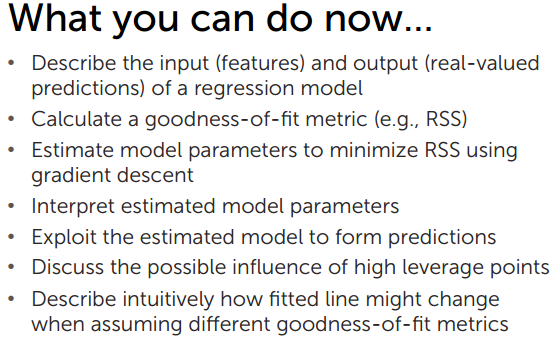 What you can do now...
• Describe the input (features) and output (real-valued
predictions) of a regression model
• Calculate a goodness-of-fit metric (e.g., RSS)
• Estimate model parameters to minimize RSS using
gradient descent
• Interpret estimated model parameters
• Exploit the estimated model to form predictions
• Discuss the possible influence of high leverage points
• Describe intuitively how fitted line might change
when assuming different goodness-of-fit metrics